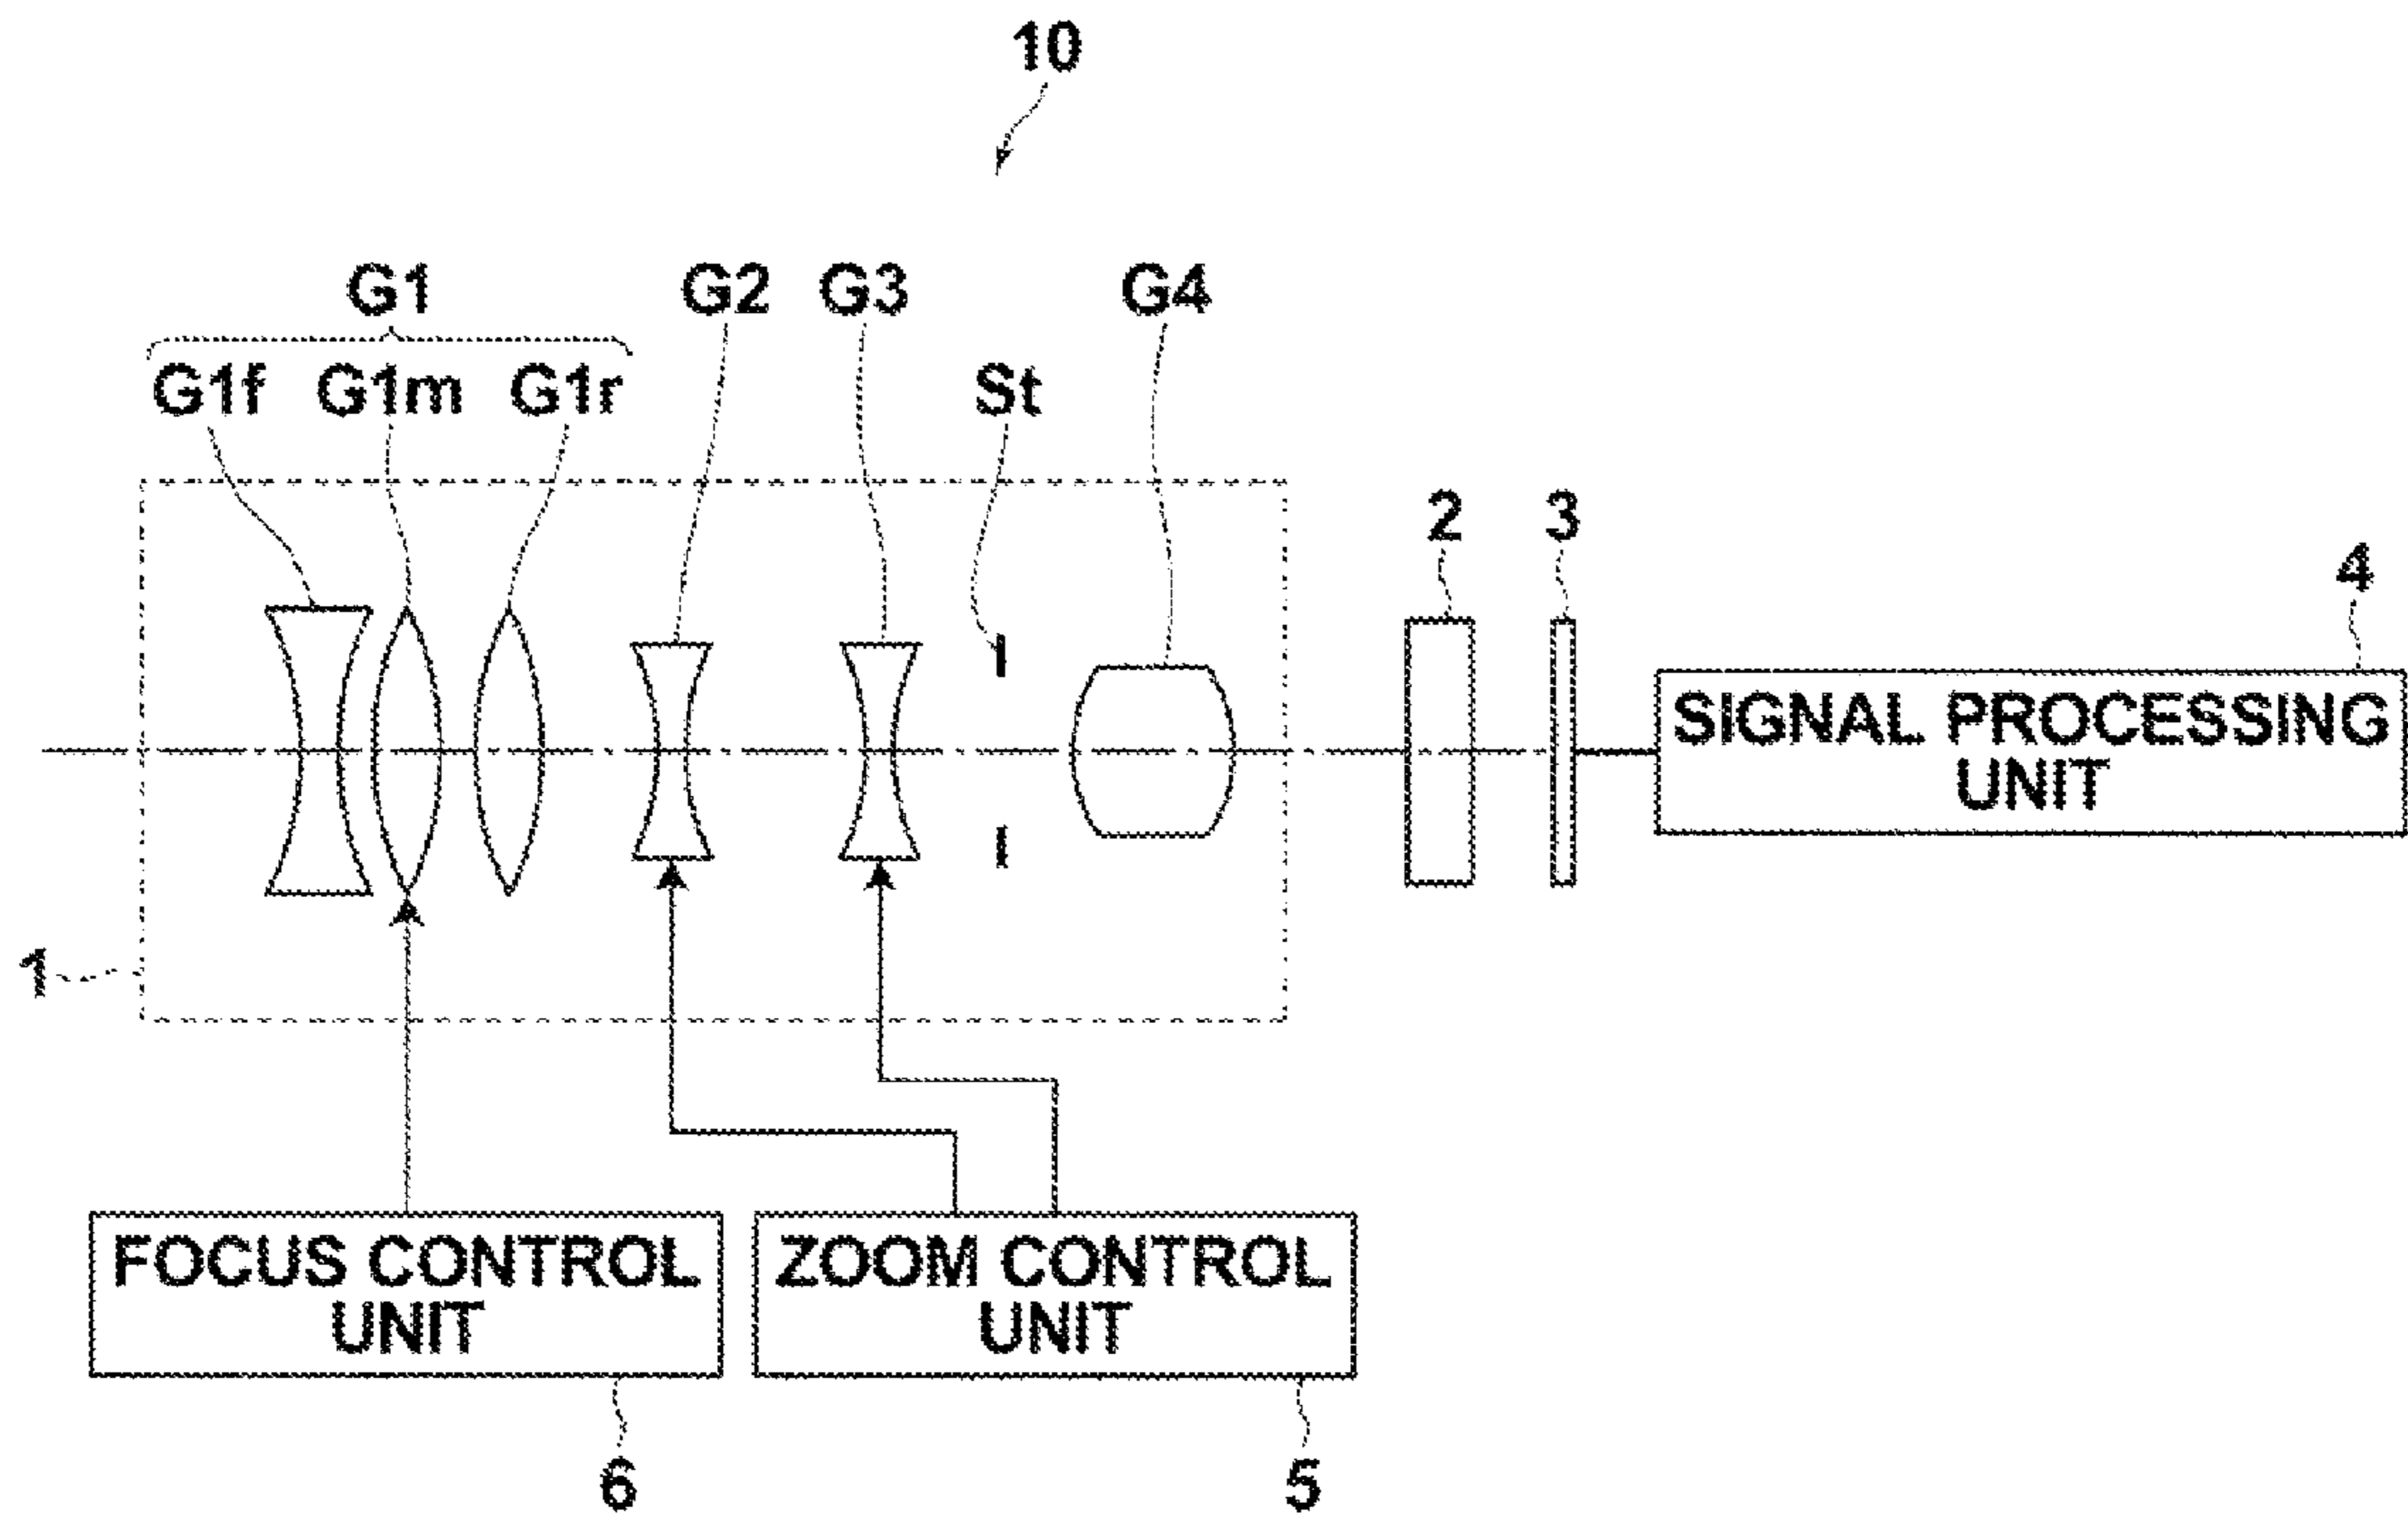 10
G1 G2 G3 G4
G1f G1m G1r St
2 3
4
SIGNAL PROCESSING
UNIT
1
FOCUS CONTROL
UNIT
ZOOM CONTROL
UNIT
6 5